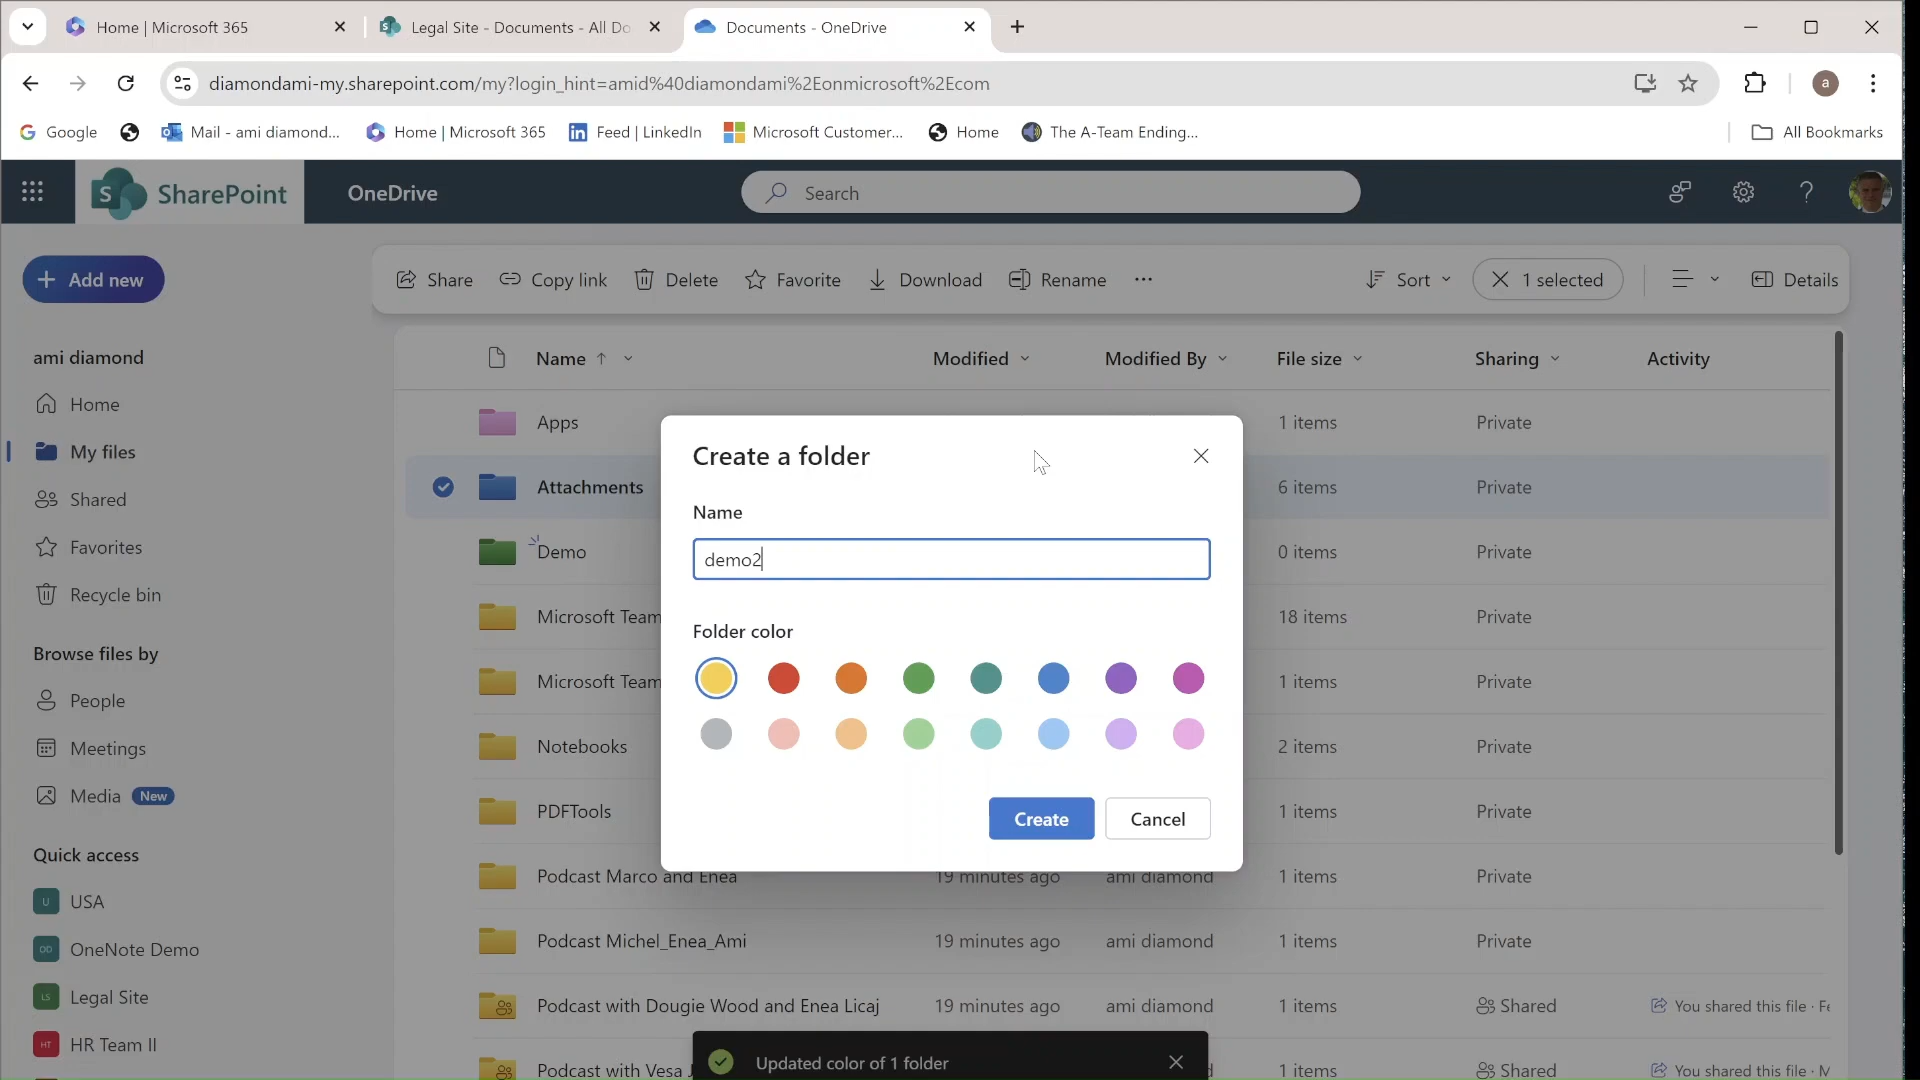 Home | Microsoft 365
Legal Site - Documents - All Do
Documents - OneDrive
diamondami-my.sharepoint.com/my?login_hint=amid%40diamondami%2Eonmicrosoft%2Ecom
a
Google
Mail - ami diamond...
Home | Microsoft 365
Feed | LinkedIn
Microsoft Customer...
Home
The A-Team Ending...
All Bookmarks
S SharePoint
OneDrive
Search
Add new
Share
Copy link
Delete
Favorite
Download
Rename
Sort
1 selected
Details
ami diamond
Home
My files
Shared
Favorites
Recycle bin
Browse files by
People
Meetings
Media New
Quick access
U USA
OD OneNote Demo
LS Legal Site
HT HR Team II
Name Modified Modified By File size Sharing Activity
Apps 1 items Private
Attachments 6 items Private
Demo 0 items Private
Microsoft Team 18 items Private
Microsoft Team 1 items Private
Notebooks 2 items Private
PDFTools 1 items Private
Podcast Marco and Enea 19 minutes ago ami diamond 1 items Private
Podcast Michel_Enea_Ami 19 minutes ago ami diamond 1 items Private
Podcast with Dougie Wood and Enea Licaj 19 minutes ago ami diamond 1 items Shared You shared this file · Fe
Podcast with Vesa 1 items Shared You shared this file · M
Create a folder
Name
demo2
Folder color
Create
Cancel
Updated color of 1 folder